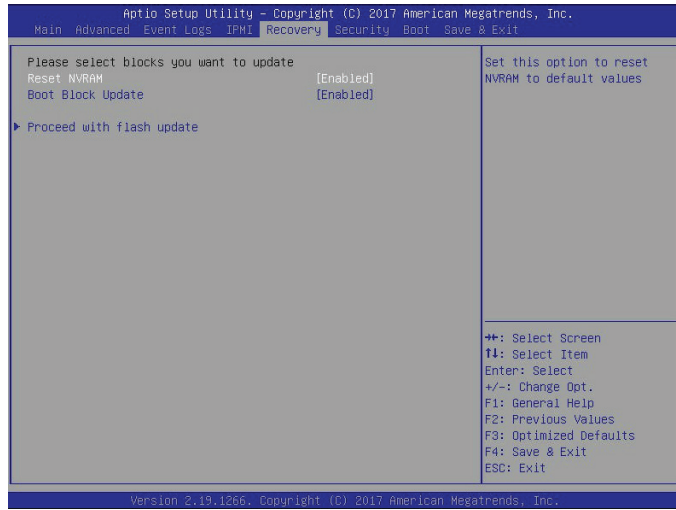 Aptio Setup Utility – Copyright (C) 2017 American Megatrends, Inc.
Main Advanced Event Logs IPMI Recovery Security Boot Save & Exit
Please select blocks you want to update
Reset NVRAM [Enabled]
Boot Block Update [Enabled]
▶ Proceed with flash update
Set this option to reset
NVRAM to default values
→←: Select Screen
↑↓: Select Item
Enter: Select
+/-: Change Opt.
F1: General Help
F2: Previous Values
F3: Optimized Defaults
F4: Save & Exit
ESC: Exit
Version 2.19.1266. Copyright (C) 2017 American Megatrends, Inc.